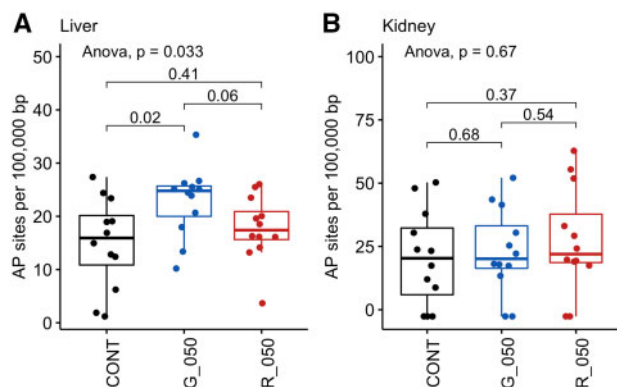 A Liver
Anova, p = 0.033
0.41
0.06
0.02
AP sites per 100,000 bp
50
40
30
20
10
0
CONT
G_050
R_050
B Kidney
Anova, p = 0.67
0.37
0.54
0.68
AP sites per 100,000 bp
100
75
50
25
0
CONT
G_050
R_050